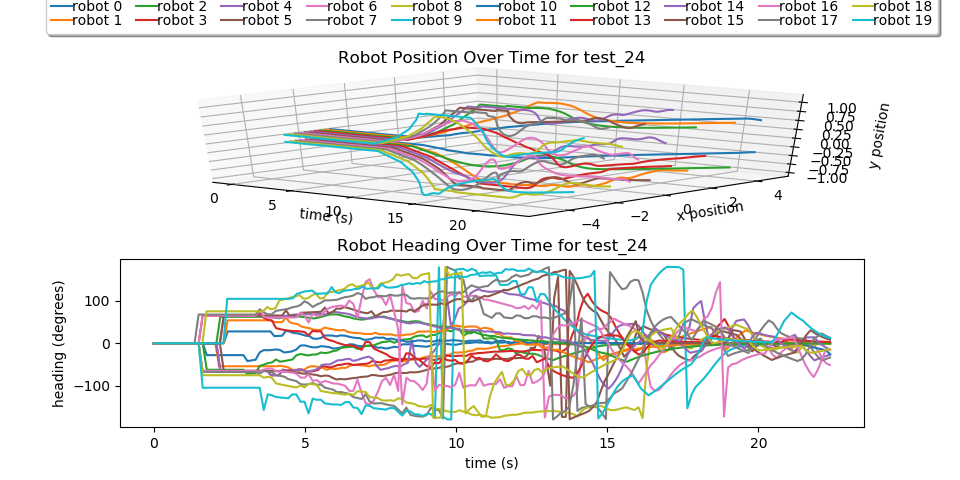 robot 0 robot 2 robot 4 robot 6 robot 8 robot 10 robot 12 robot 14 robot 16 robot 18
robot 1 robot 3 robot 5 robot 7 robot 9 robot 11 robot 13 robot 15 robot 17 robot 19
Robot Position Over Time for test_24
1.00
0.75
0.50
0.25
0.00
−0.25
−0.50
−0.75
−1.00
y position
0 5 10 15 20
time (s)
−4 −2 0 2 4
x position
Robot Heading Over Time for test_24
100
0
−100
heading (degrees)
0 5 10 15 20
time (s)